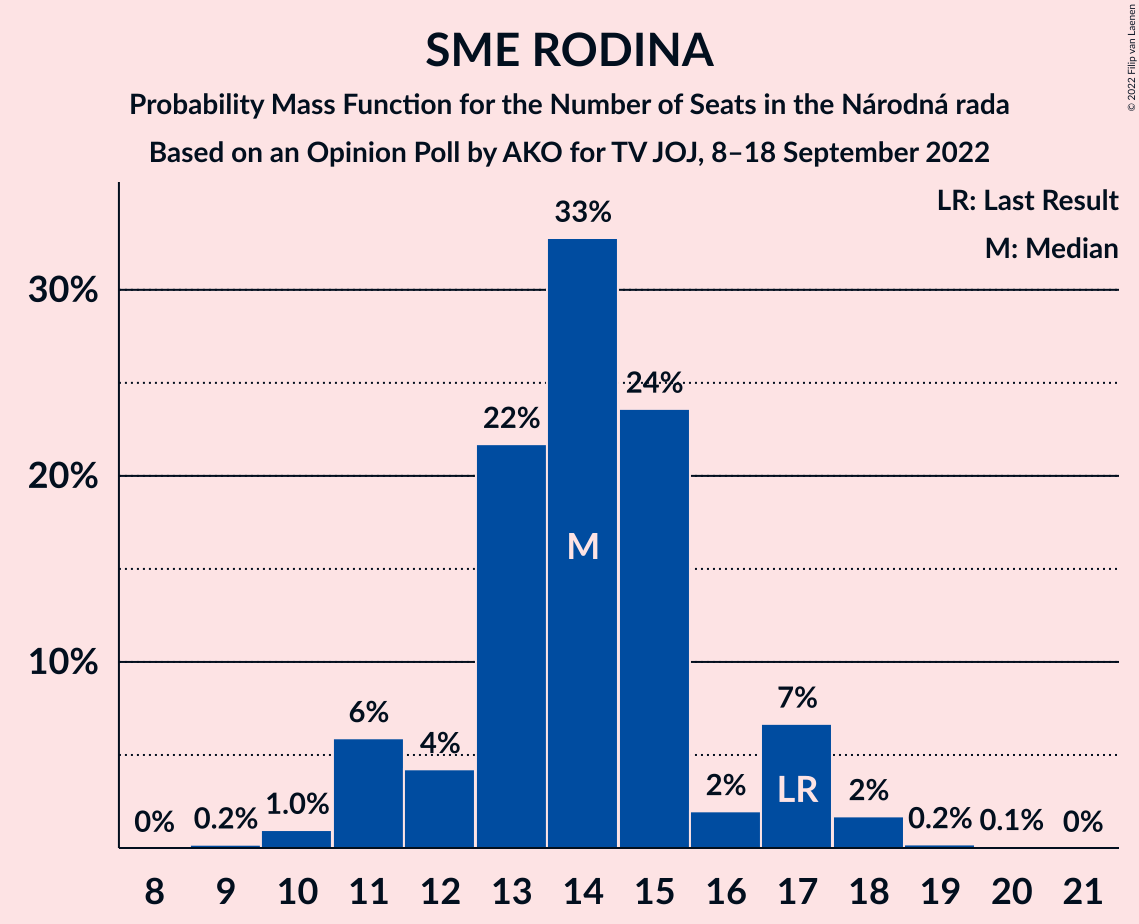 SME RODINA
Probability Mass Function for the Number of Seats in the Národná rada
Based on an Opinion Poll by AKO for TV JOJ, 8–18 September 2022
© 2022 Filip van Laenen
LR: Last Result
M: Median
30%
20%
10%
0%
0.2%
1.0%
6%
4%
22%
33%
24%
2%
7%
2%
0.2%
0.1%
0%
M
LR
8 9 10 11 12 13 14 15 16 17 18 19 20 21